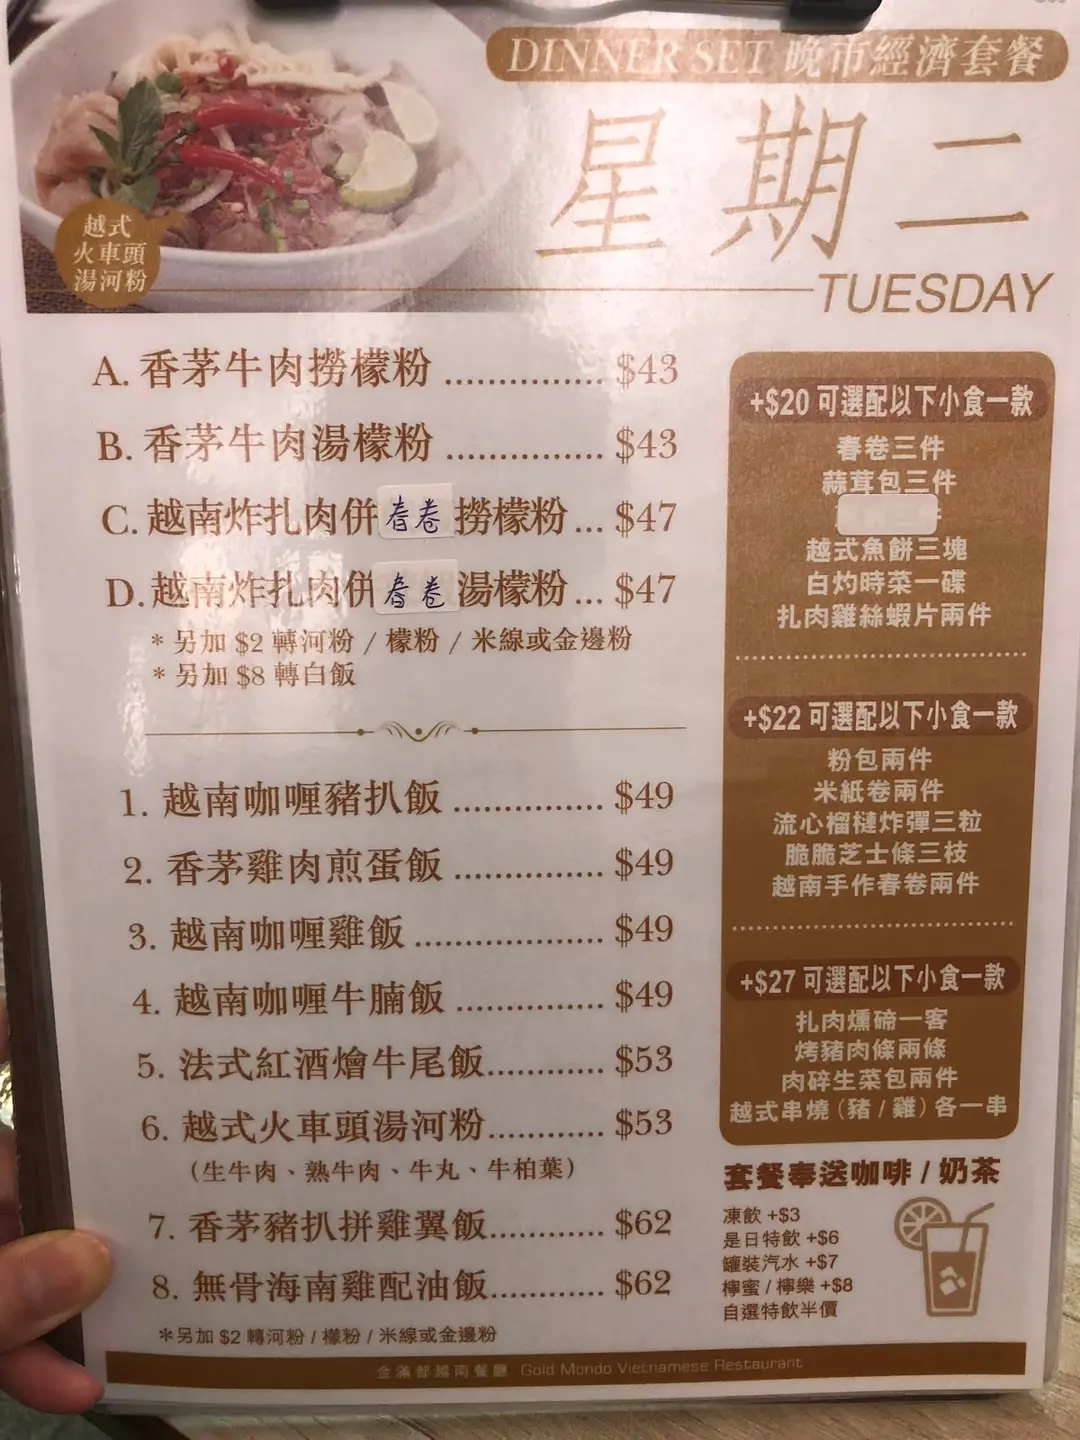 DINNER SET 晚市經濟套餐
星期二
TUESDAY
越式
火車頭
湯河粉
A. 香茅牛肉撈檬粉 ................ $43
B. 香茅牛肉湯檬粉 ................ $43
C. 越南炸扎肉併春卷撈檬粉 ... $47
D. 越南炸扎肉併春卷湯檬粉 ... $47
* 另加 $2 轉河粉 / 檬粉 / 米線或金邊粉
* 另加 $8 轉白飯
1. 越南咖喱豬扒飯 ............... $49
2. 香茅雞肉煎蛋飯 ............... $49
3. 越南咖喱雞飯 ................... $49
4. 越南咖喱牛腩飯 ............... $49
5. 法式紅酒燴牛尾飯............ $53
6. 越式火車頭湯河粉............ $53
(生牛肉、熟牛肉、牛丸、牛柏葉)
7. 香茅豬扒拼雞翼飯............ $62
8. 無骨海南雞配油飯............ $62
*另加 $2 轉河粉 / 檬粉 / 米線或金邊粉
+$20 可選配以下小食一款
春卷三件
蒜茸包三件
越式魚餅三塊
白灼時菜一碟
扎肉雞絲蝦片兩件
+$22 可選配以下小食一款
粉包兩件
米紙卷兩件
流心榴槤炸彈三粒
脆脆芝士條三枝
越南手作春卷兩件
+$27 可選配以下小食一款
扎肉燻蹄一客
烤豬肉條兩條
肉碎生菜包兩件
越式串燒 (豬 / 雞) 各一串
套餐奉送咖啡 / 奶茶
凍飲 +$3
是日特飲 +$6
罐裝汽水 +$7
檸蜜 / 檸樂 +$8
自選特飲半價
金滿都越南餐廳 Gold Mondo Vietnamese Restaurant